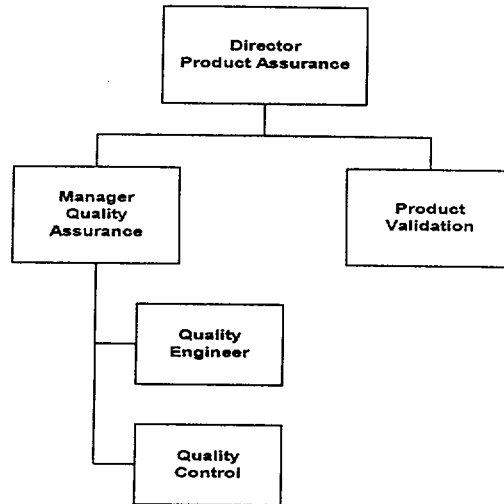 Director
Product Assurance
Manager
Quality
Assurance
Product
Validation
Quality
Engineer
Quality
Control